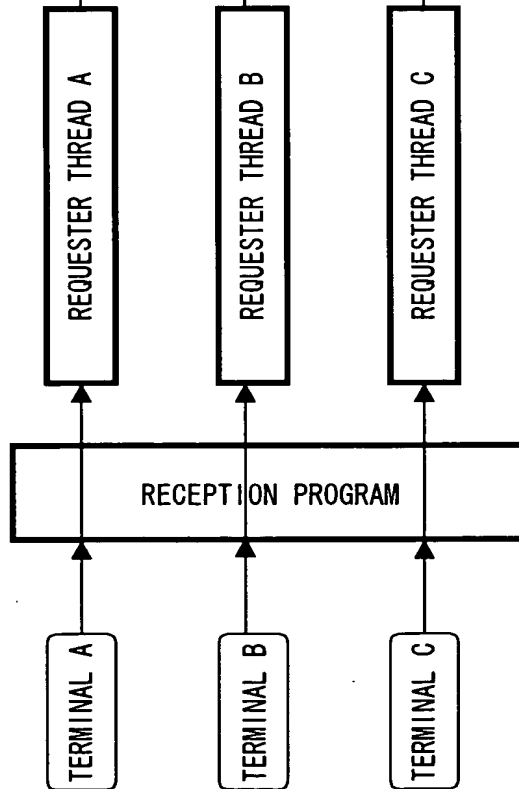 REQUESTER THREAD A
REQUESTER THREAD B
REQUESTER THREAD C
RECEPTION PROGRAM
TERMINAL A
TERMINAL B
TERMINAL C